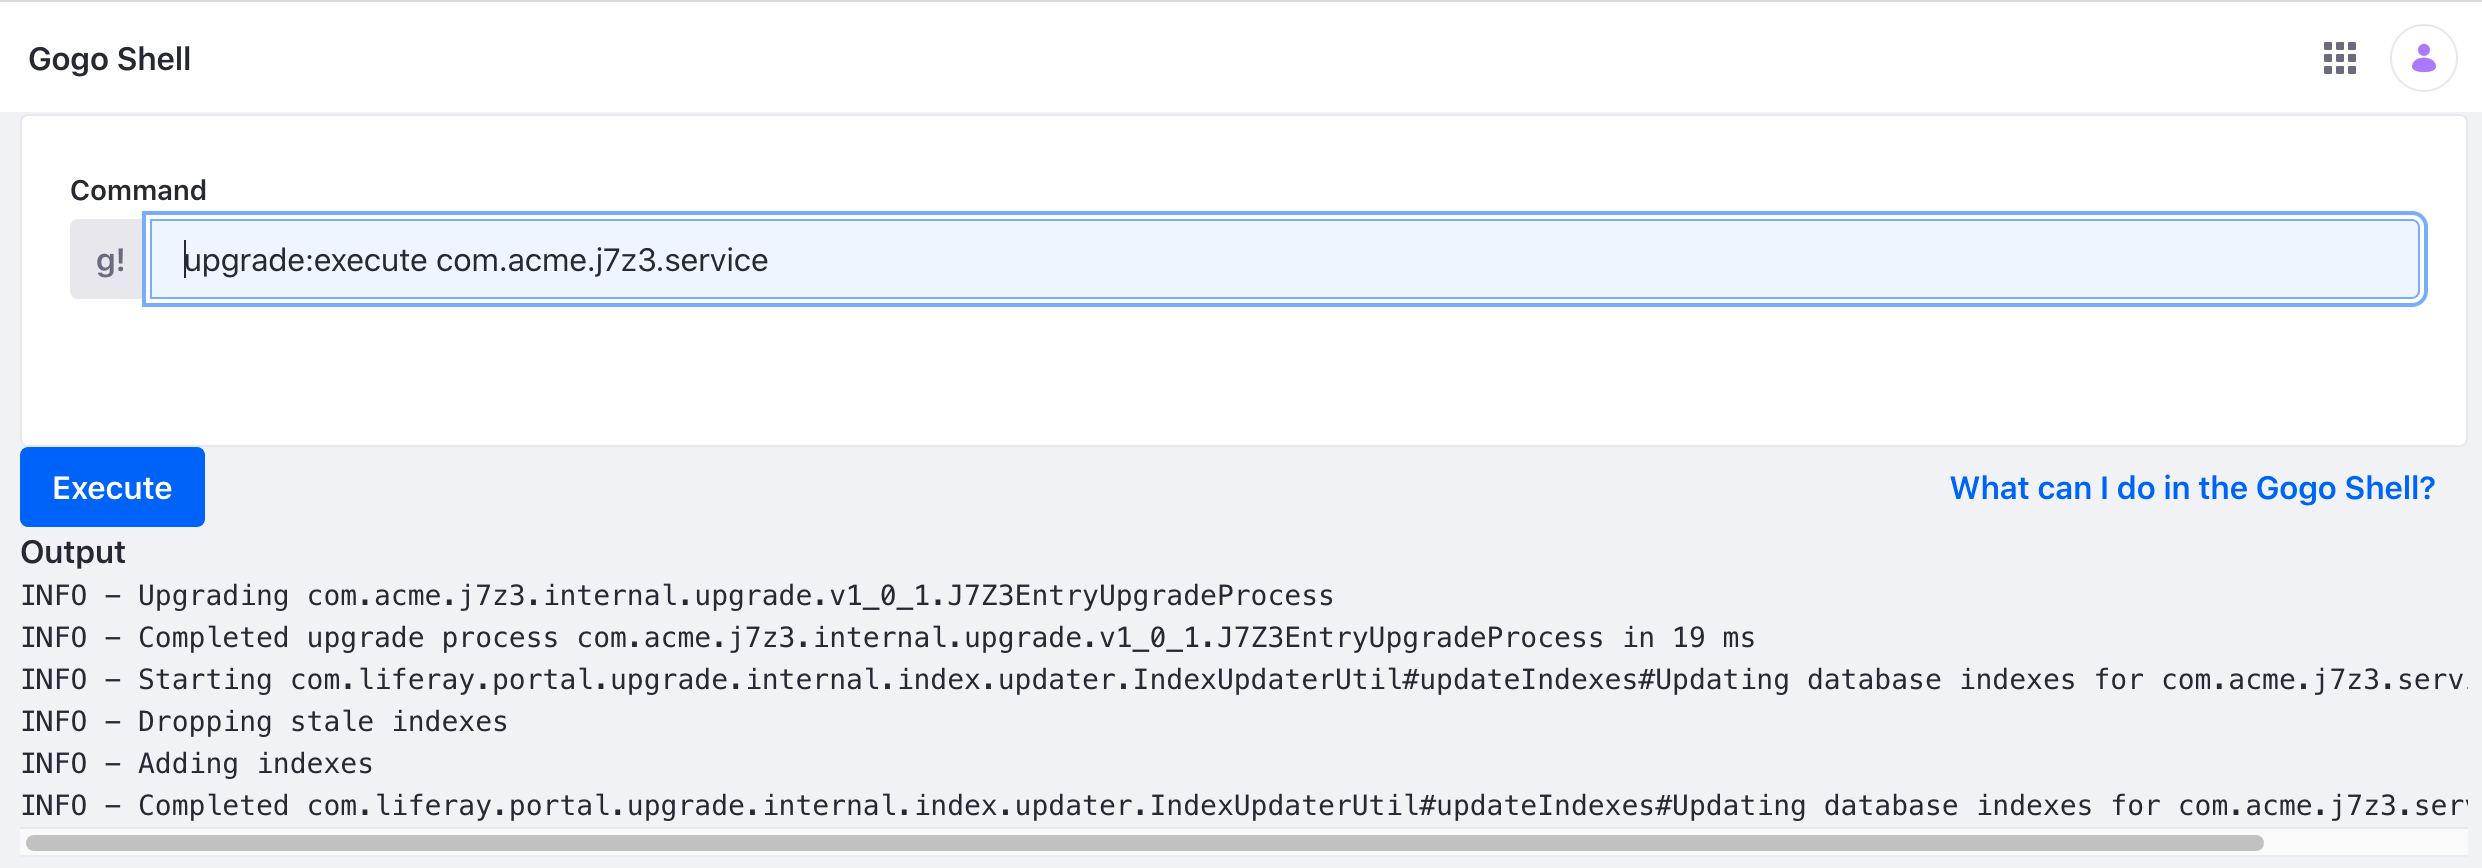 Gogo Shell
Command
g! upgrade:execute com.acme.j7z3.service
Execute
What can I do in the Gogo Shell?
Output
INFO – Upgrading com.acme.j7z3.internal.upgrade.v1_0_1.J7Z3EntryUpgradeProcess
INFO – Completed upgrade process com.acme.j7z3.internal.upgrade.v1_0_1.J7Z3EntryUpgradeProcess in 19 ms
INFO – Starting com.liferay.portal.upgrade.internal.index.updater.IndexUpdaterUtil#updateIndexes#Updating database indexes for com.acme.j7z3.serv
INFO – Dropping stale indexes
INFO – Adding indexes
INFO – Completed com.liferay.portal.upgrade.internal.index.updater.IndexUpdaterUtil#updateIndexes#Updating database indexes for com.acme.j7z3.ser